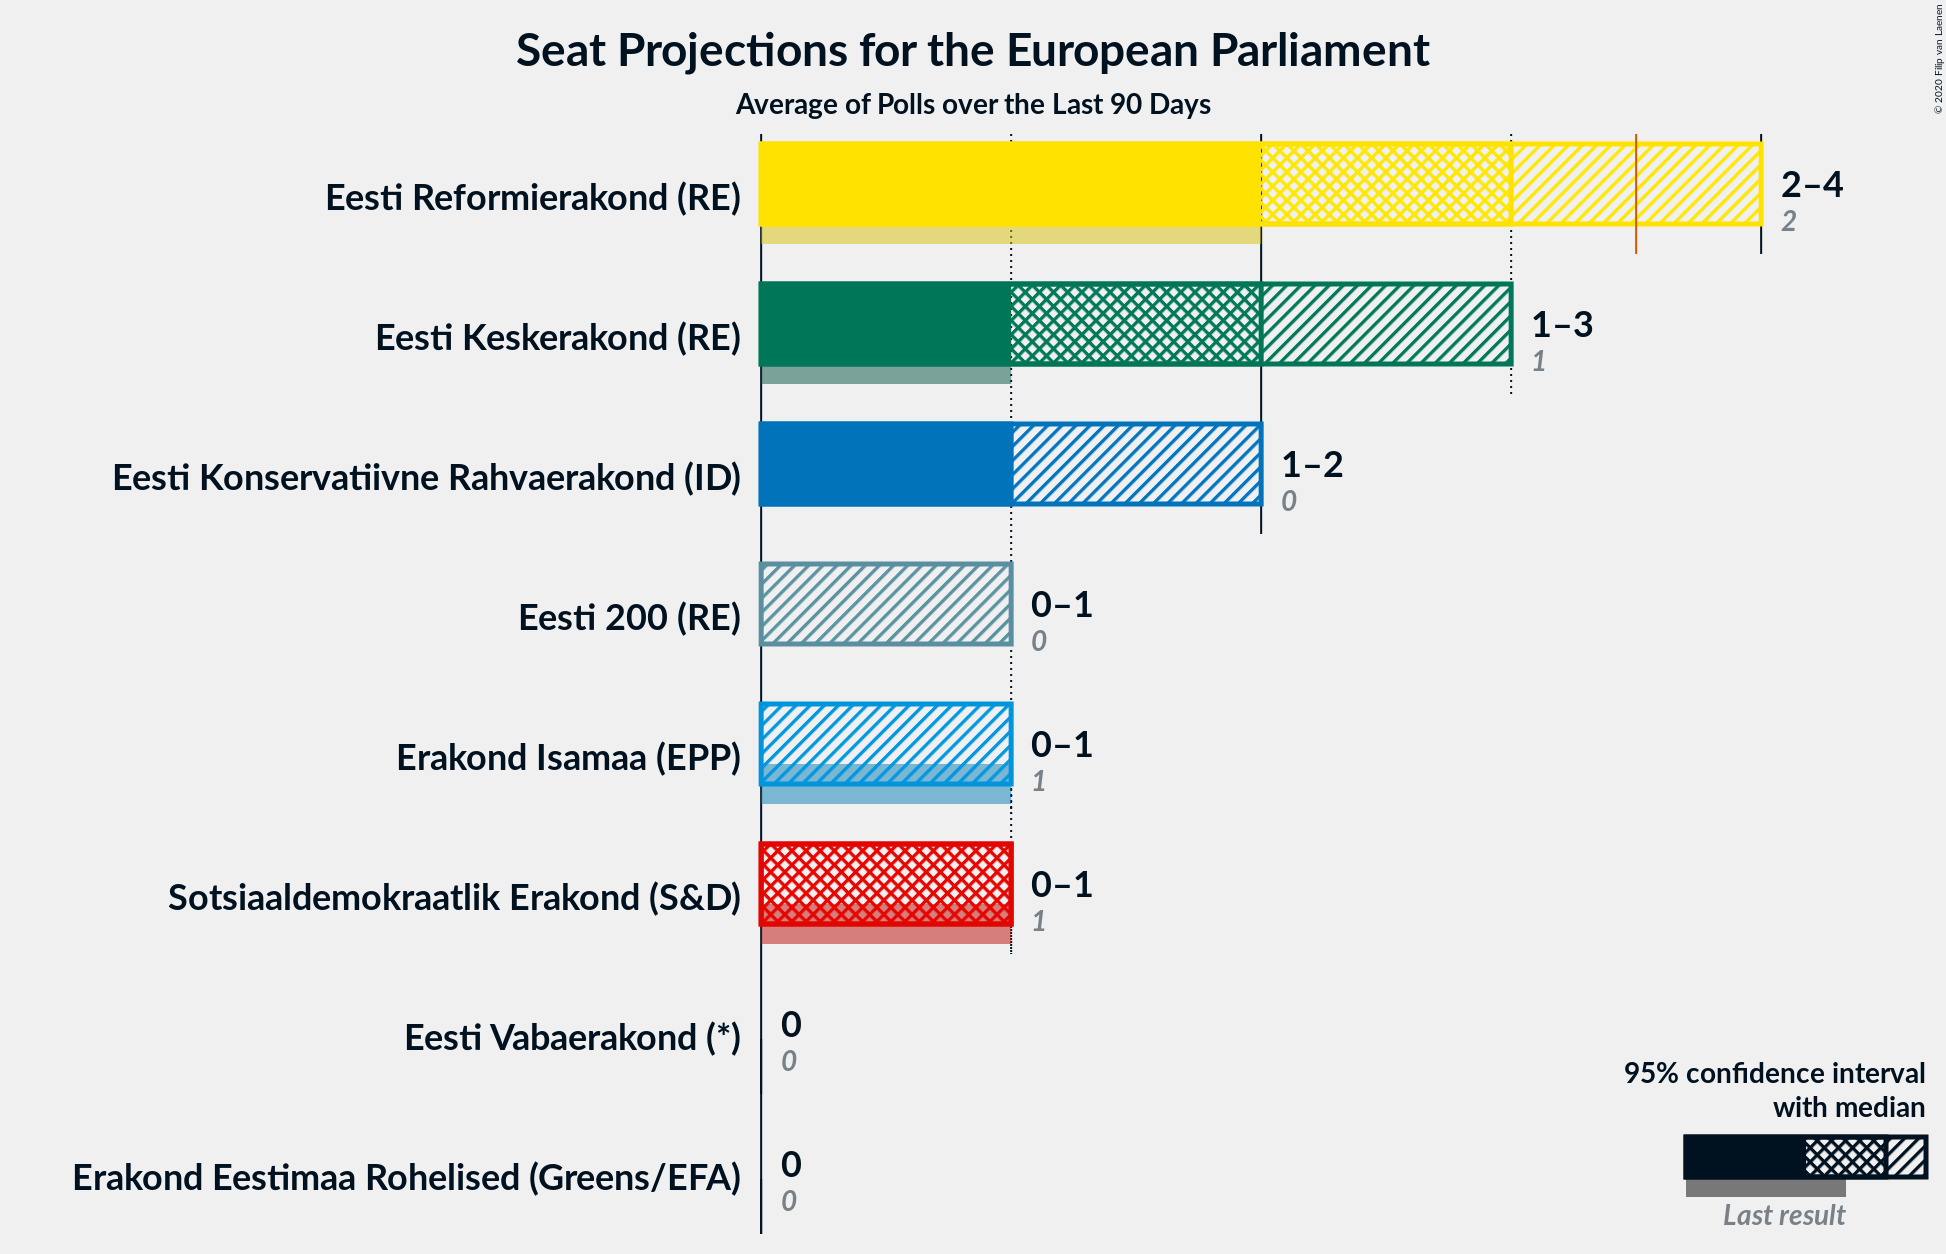 Seat Projections for the European Parliament
Average of Polls over the Last 90 Days
© 2020 Filip van Laenen
Eesti Reformierakond (RE)
2–4
2
Eesti Keskerakond (RE)
1–3
1
Eesti Konservatiivne Rahvaerakond (ID)
1–2
0
Eesti 200 (RE)
0–1
0
Erakond Isamaa (EPP)
0–1
1
Sotsiaaldemokraatlik Erakond (S&D)
0–1
1
Eesti Vabaerakond (*)
0
0
Erakond Eestimaa Rohelised (Greens/EFA)
0
0
95% confidence interval
with median
Last result